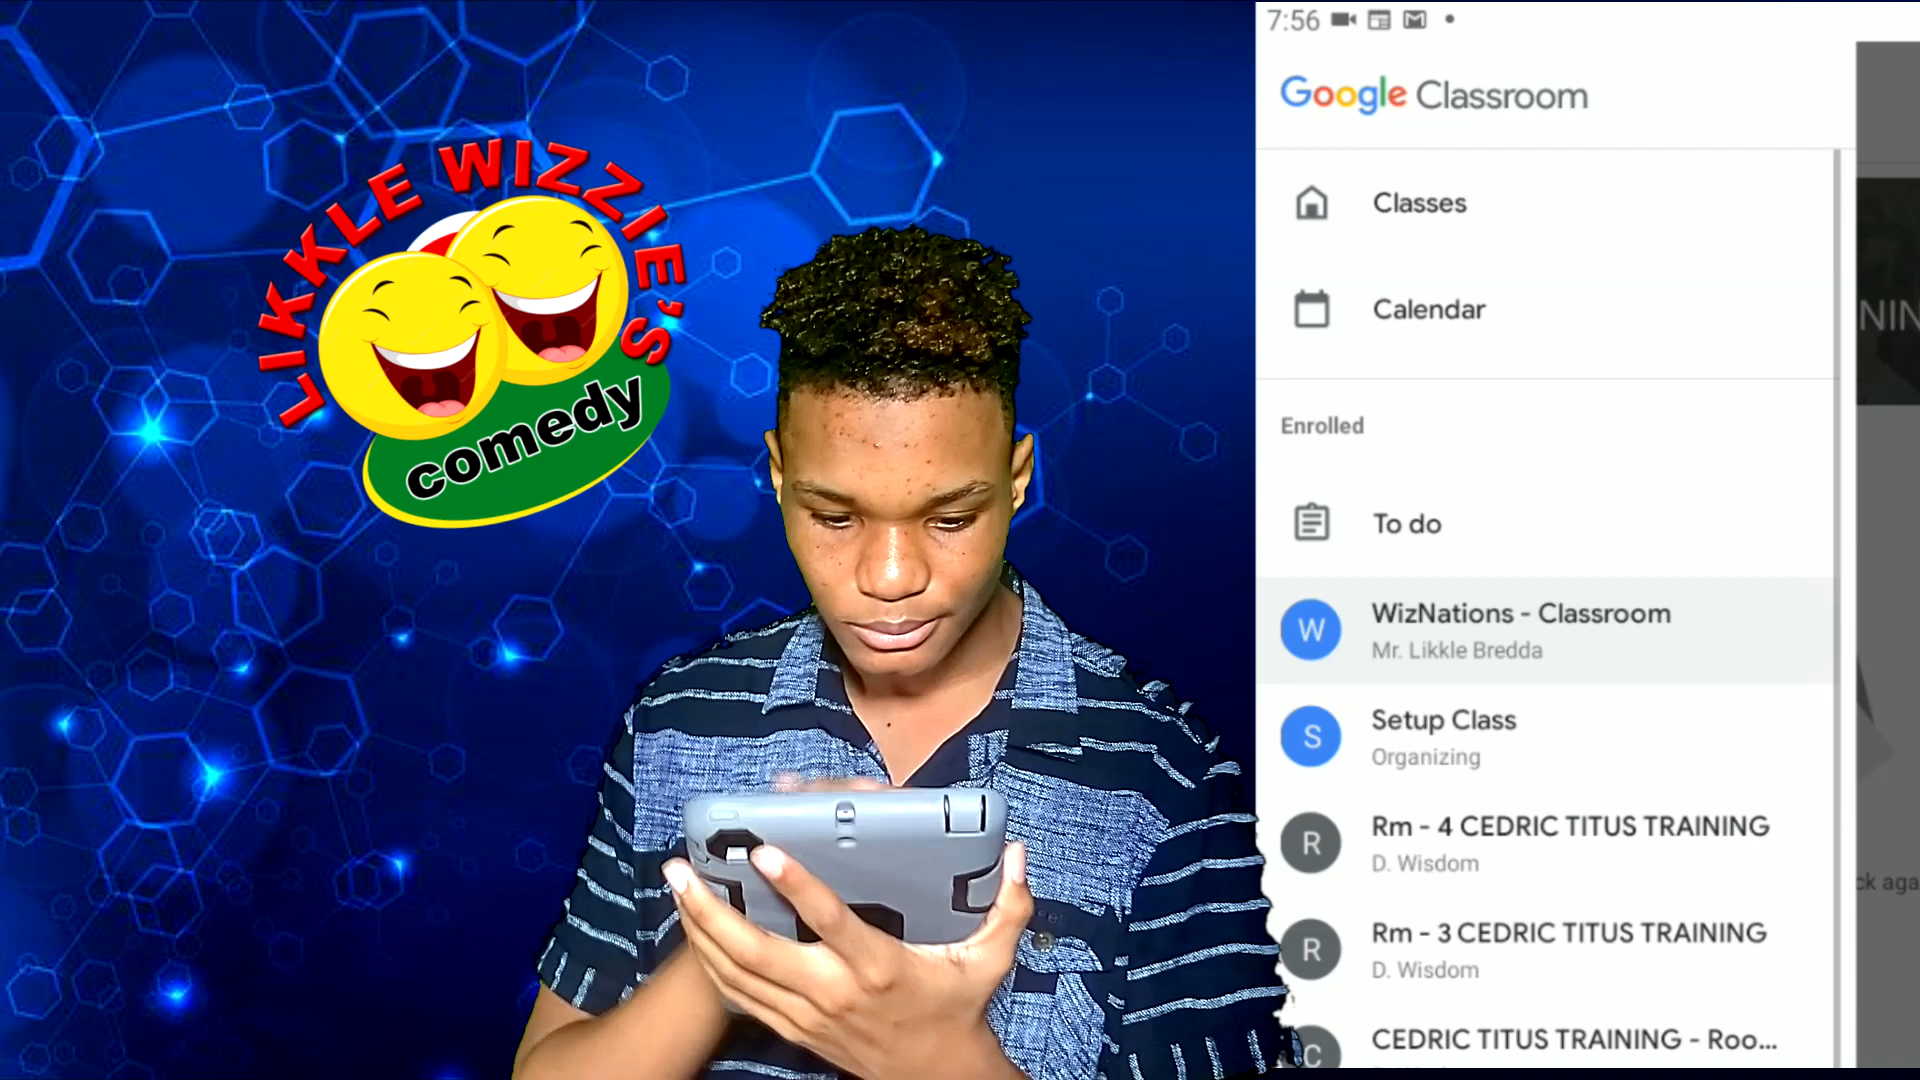 LIKKLE WIZZIE'S
comedy
7:56
Google Classroom
Classes
Calendar
Enrolled
To do
W
WizNations - Classroom
Mr. Likkle Bredda
S
Setup Class
Organizing
R
Rm - 4 CEDRIC TITUS TRAINING
D. Wisdom
R
Rm - 3 CEDRIC TITUS TRAINING
D. Wisdom
C
CEDRIC TITUS TRAINING - Roo...
NIN
ck aga